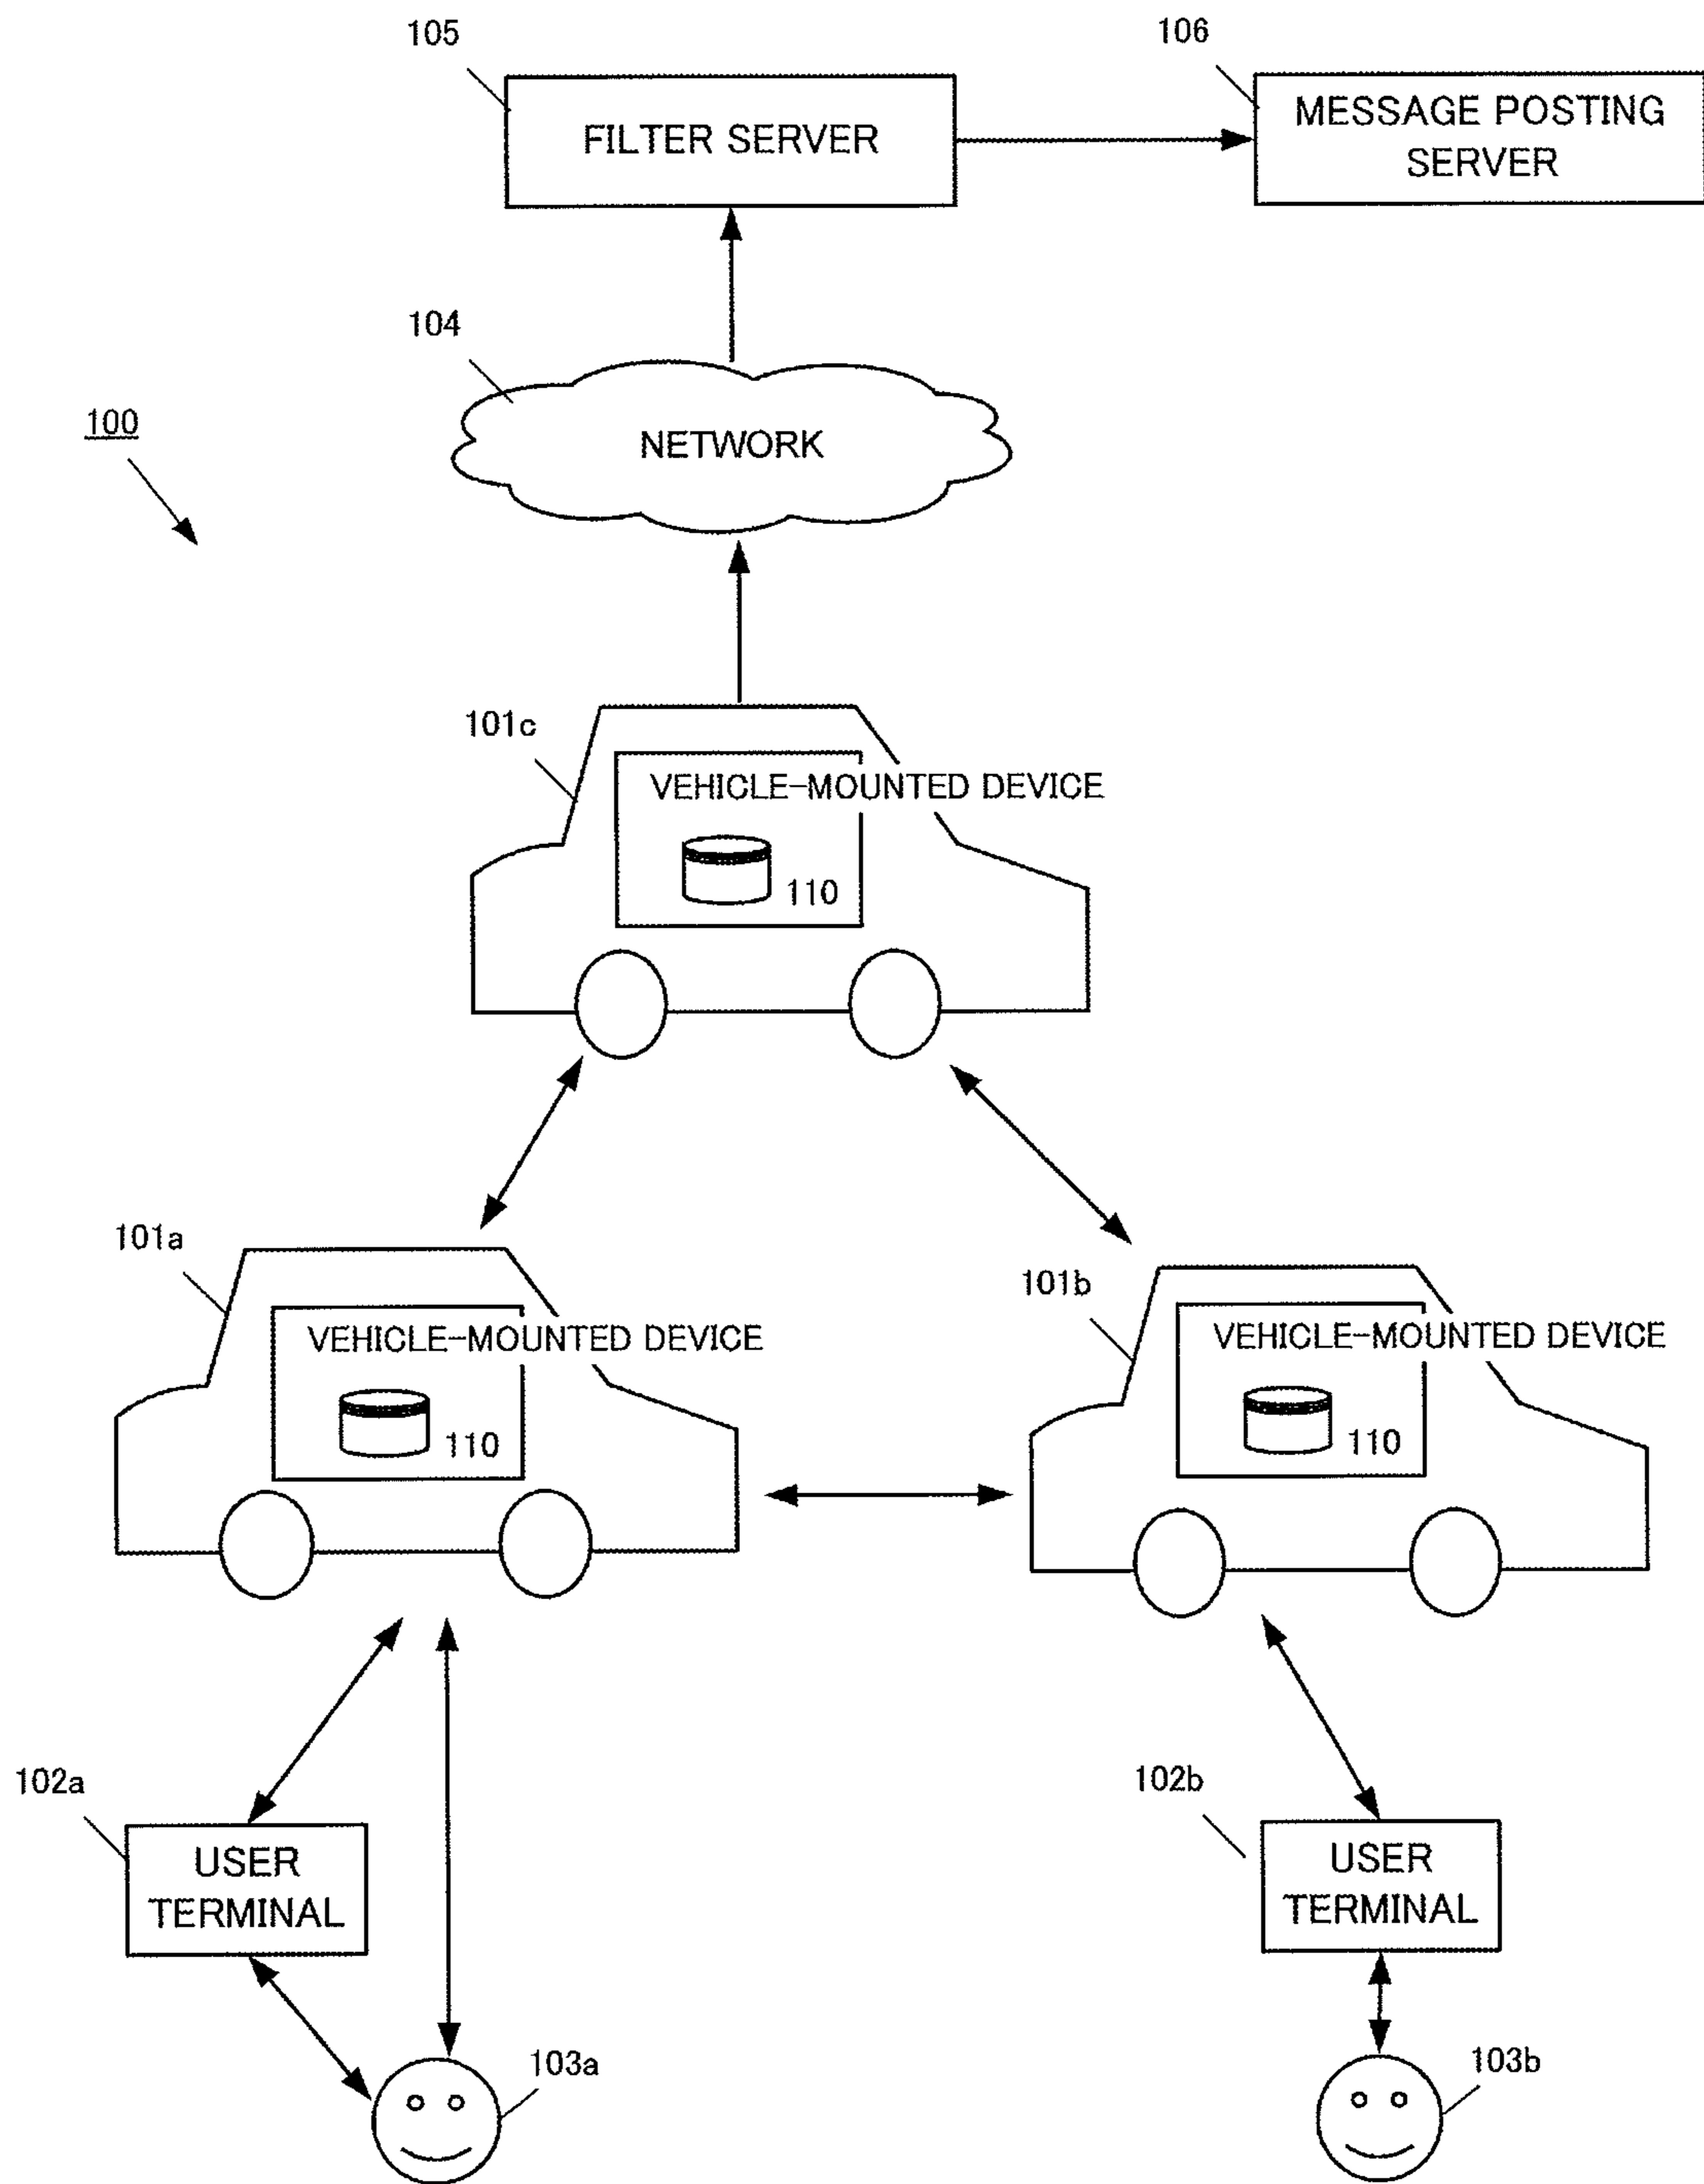 105
106
FILTER SERVER
MESSAGE POSTING
SERVER
104
100
NETWORK
101c
VEHICLE-MOUNTED DEVICE
110
101a
101b
VEHICLE-MOUNTED DEVICE
VEHICLE-MOUNTED DEVICE
110
110
102a
102b
USER
TERMINAL
USER
TERMINAL
103a
103b